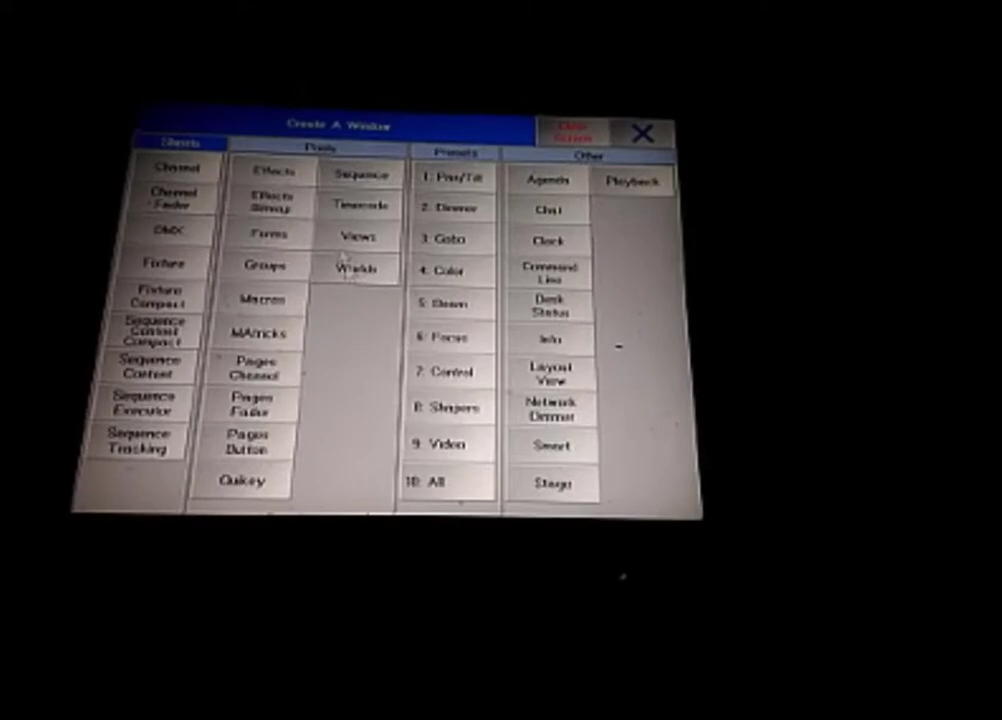 Create A Window
Clear
Screen
Sheets
Pools
Presets
Other
Channel
Channel
Fader
DMX
Fixture
Fixture
Compact
Sequence
Content
Compact
Sequence
Content
Sequence
Executor
Sequence
Tracking
Effects
Effects
Bitmap
Forms
Groups
Macros
MAtricks
Pages
Channel
Pages
Fader
Pages
Button
Quikey
Sequence
Timecode
Views
Worlds
1: Pan/Tilt
2: Dimmer
3: Gobo
4: Color
5: Beam
6: Focus
7: Control
8: Shapers
9: Video
10: All
Agenda
Chat
Clock
Command
Line
Desk
Status
Info
Layout
View
Network
Dimmer
Smart
Stage
Playback